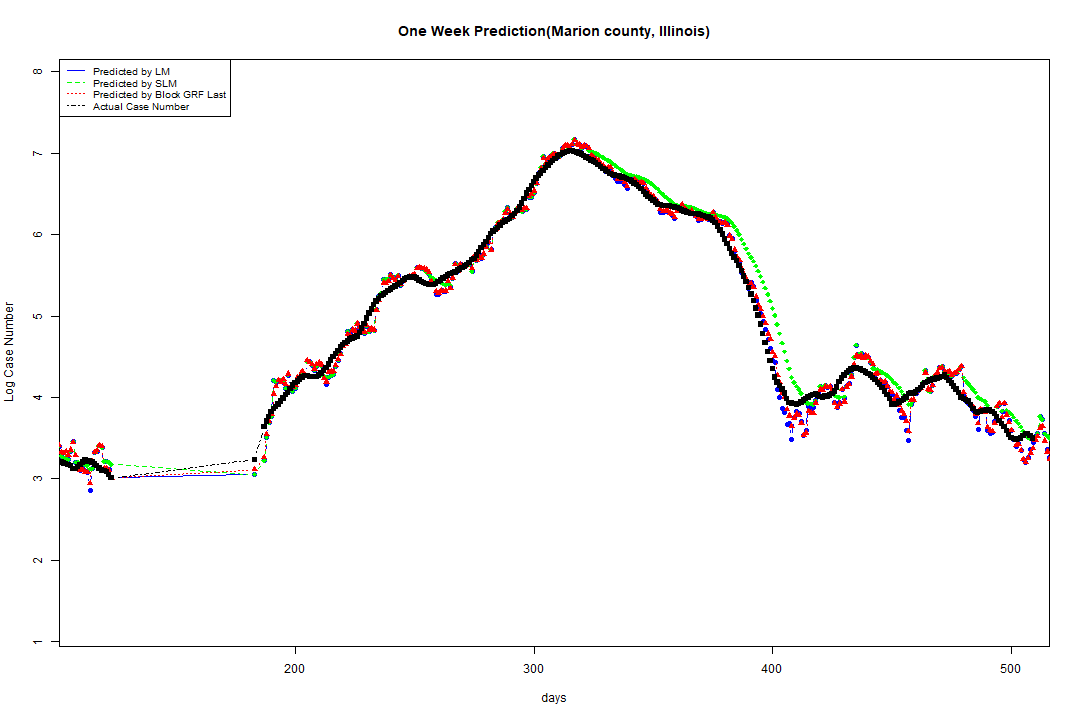 One Week Prediction(Marion county, Illinois)
Predicted by LM
Predicted by SLM
Predicted by Block GRF Last
Actual Case Number
8
7
6
5
4
3
2
1
Log Case Number
200 300 400 500
days